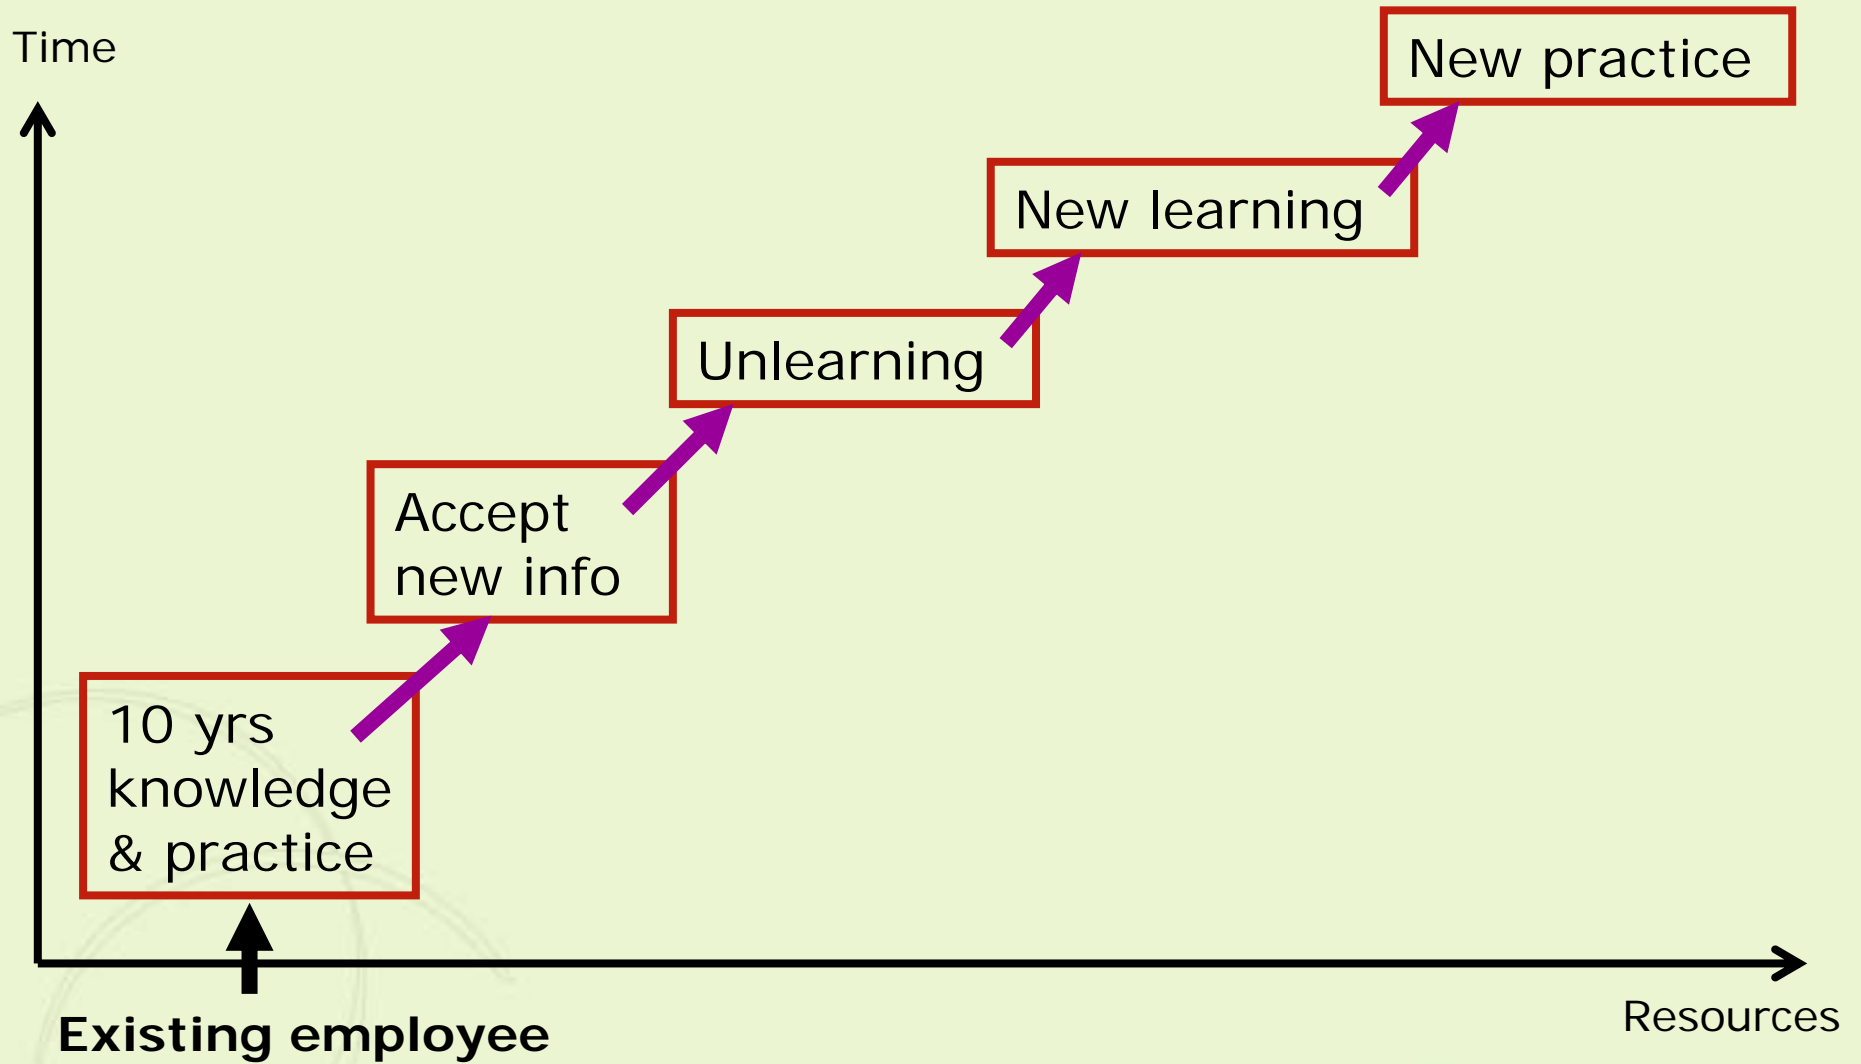 Time
New practice
New learning
Unlearning
Accept
new info
10 yrs
knowledge
& practice
Existing employee
Resources